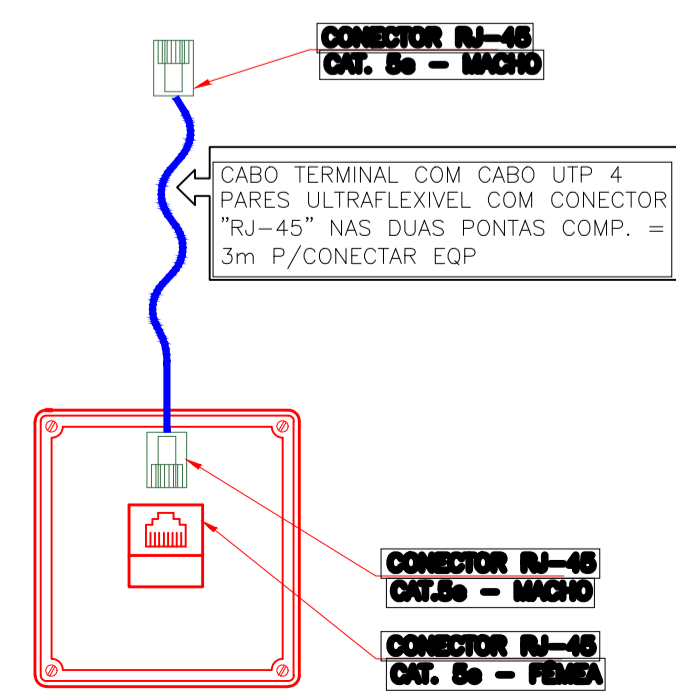 CONECTOR RJ-45
CAT. 5e - MACHO
CABO TERMINAL COM CABO UTP 4
PARES ULTRAFLEXIVEL COM CONECTOR
"RJ-45" NAS DUAS PONTAS COMP. =
3m P/CONECTAR EQP
CONECTOR RJ-45
CAT.5e - MACHO
CONECTOR RJ-45
CAT. 5e - FÊMEA